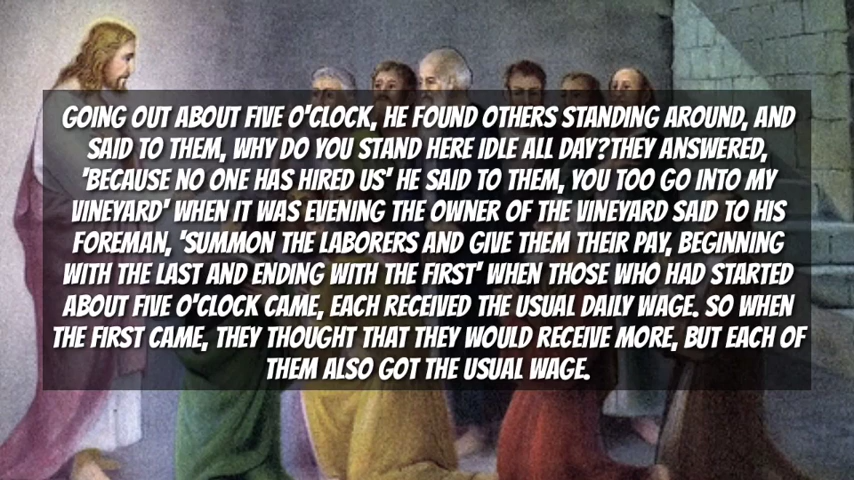 GOING OUT ABOUT FIVE O'CLOCK, HE FOUND OTHERS STANDING AROUND, AND
SAID TO THEM, WHY DO YOU STAND HERE IDLE ALL DAY?THEY ANSWERED,
'BECAUSE NO ONE HAS HIRED US' HE SAID TO THEM, YOU TOO GO INTO MY
VINEYARD' WHEN IT WAS EVENING THE OWNER OF THE VINEYARD SAID TO HIS
FOREMAN, 'SUMMON THE LABORERS AND GIVE THEM THEIR PAY, BEGINNING
WITH THE LAST AND ENDING WITH THE FIRST' WHEN THOSE WHO HAD STARTED
ABOUT FIVE O'CLOCK CAME, EACH RECEIVED THE USUAL DAILY WAGE. SO WHEN
THE FIRST CAME, THEY THOUGHT THAT THEY WOULD RECEIVE MORE, BUT EACH OF
THEM ALSO GOT THE USUAL WAGE.